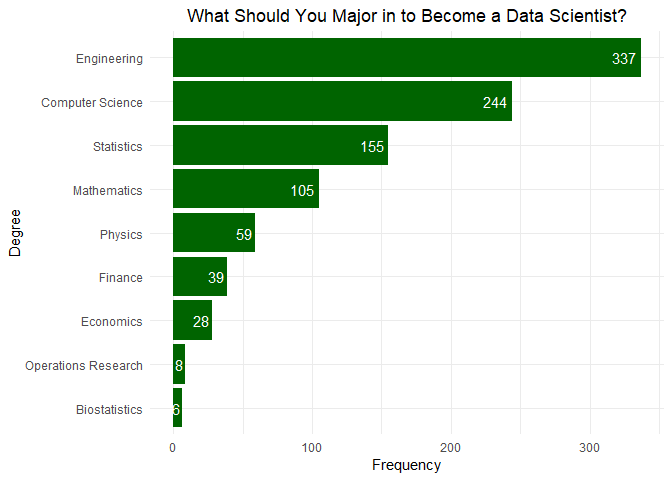 What Should You Major in to Become a Data Scientist?
Engineering 337
Computer Science 244
Statistics 155
Mathematics 105
Physics 59
Finance 39
Economics 28
Operations Research 8
Biostatistics 6
Degree
0 100 200 300
Frequency